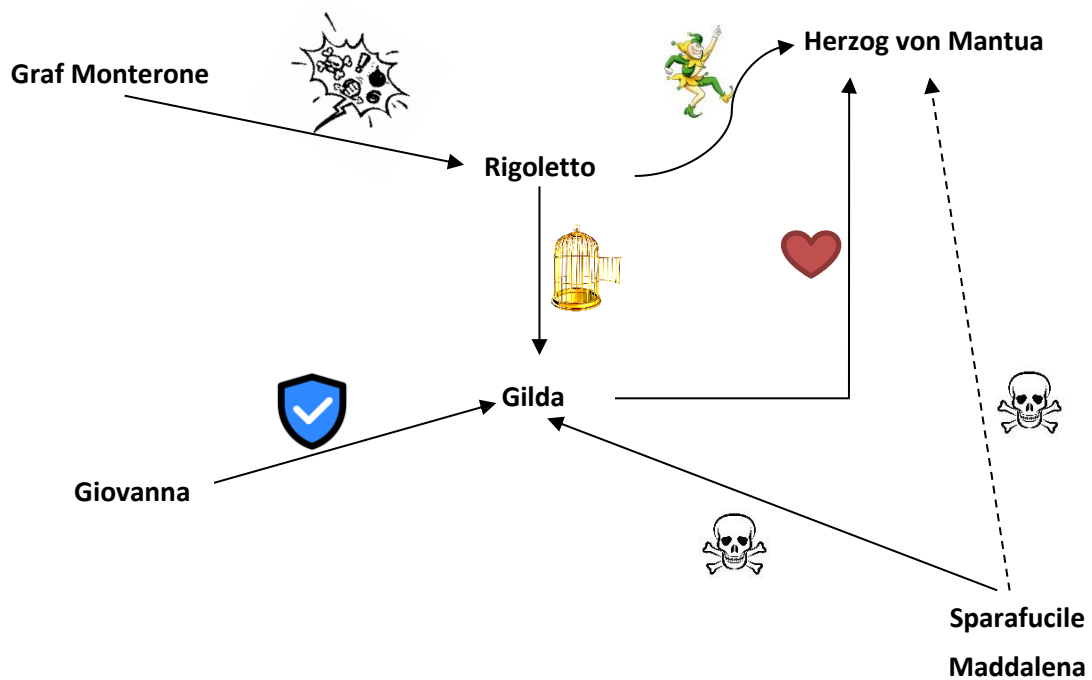 Herzog von Mantua
Graf Monterone
Rigoletto
Gilda
Giovanna
Sparafucile
Maddalena